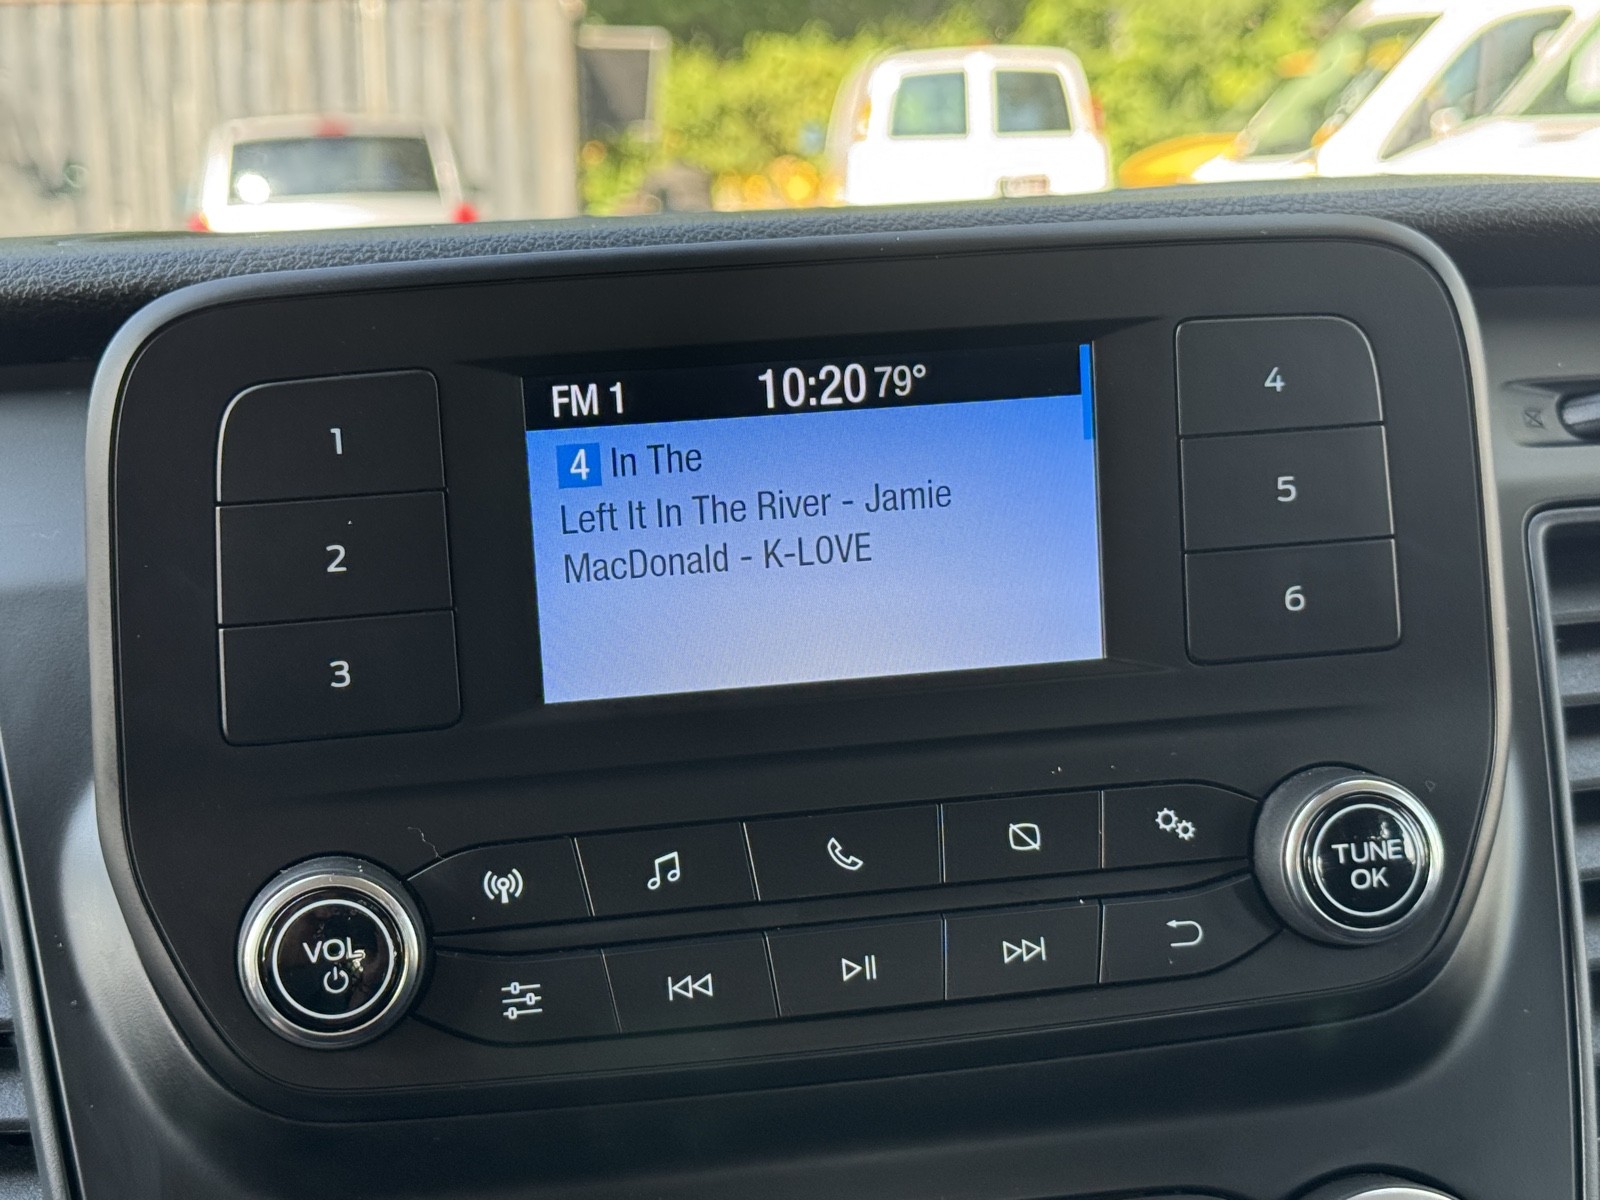 FM 1 10:20 79°
4 In The
Left It In The River - Jamie
MacDonald - K-LOVE
1
2
3
4
5
6
VOL
TUNE
OK